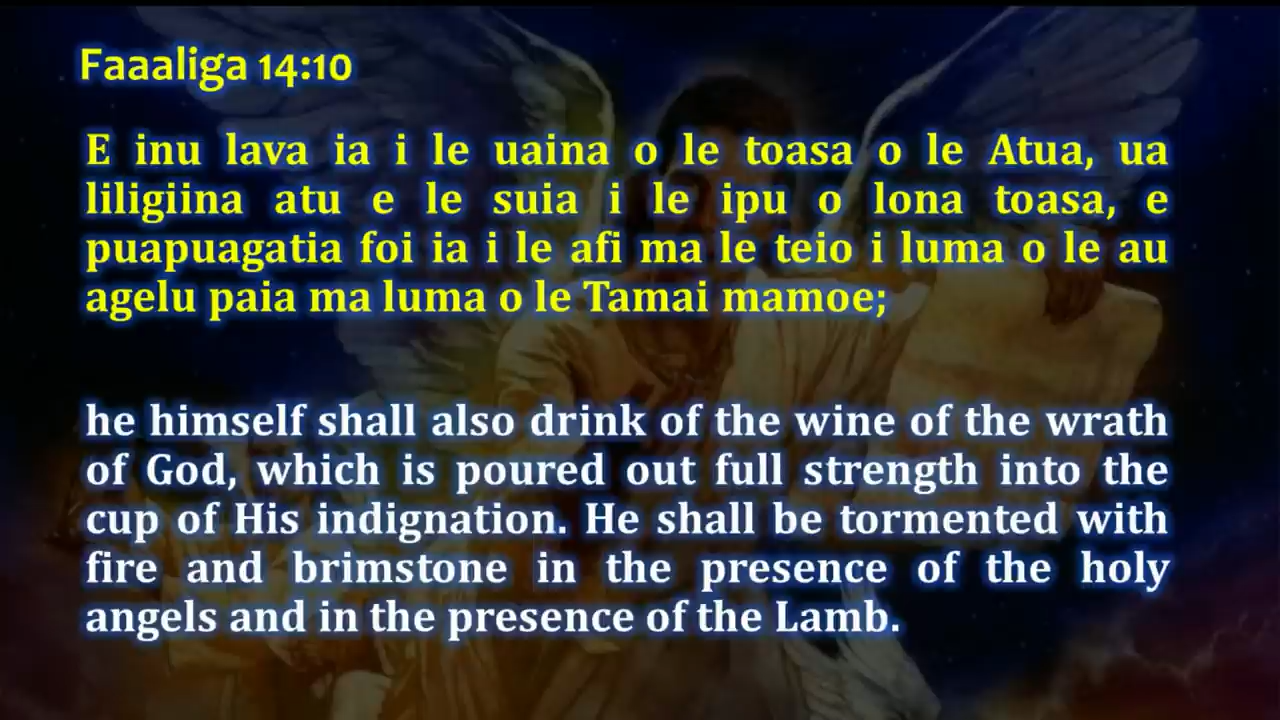 Faaaliga 14:10
E inu lava ia i le uaina o le toasa o le Atua, ua
liligiina atu e le suia i le ipu o lona toasa, e
puapuagatia foi ia i le afi ma le teio i luma o le au
agelu paia ma luma o le Tamai mamoe;
he himself shall also drink of the wine of the wrath
of God, which is poured out full strength into the
cup of His indignation. He shall be tormented with
fire and brimstone in the presence of the holy
angels and in the presence of the Lamb.